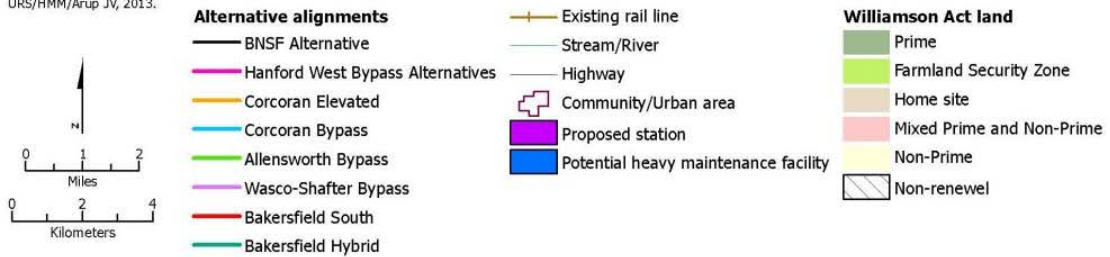 URS/HMM/Arup JV, 2013.
N
0 1 2
Miles
0 2 4
Kilometers
Alternative alignments
BNSF Alternative
Hanford West Bypass Alternatives
Corcoran Elevated
Corcoran Bypass
Allensworth Bypass
Wasco-Shafter Bypass
Bakersfield South
Bakersfield Hybrid
Existing rail line
Stream/River
Highway
Community/Urban area
Proposed station
Potential heavy maintenance facility
Williamson Act land
Prime
Farmland Security Zone
Home site
Mixed Prime and Non-Prime
Non-Prime
Non-renewel